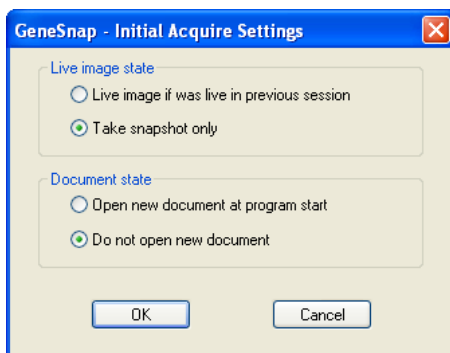 GeneSnap - Initial Acquire Settings
Live image state
Live image if was live in previous session
Take snapshot only
Document state
Open new document at program start
Do not open new document
OK
Cancel